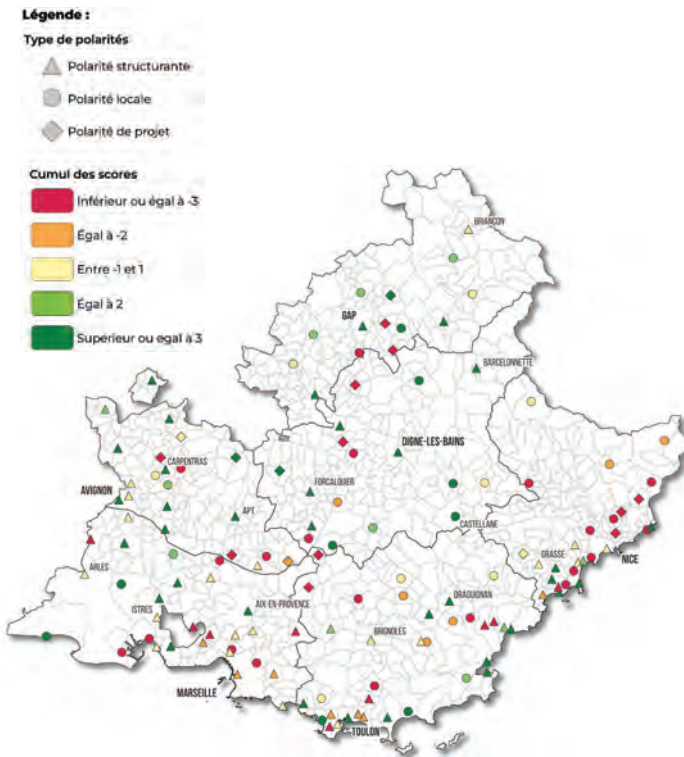 Légende :
Type de polarités
Polarité structurante
Polarité locale
Polarité de projet
Cumul des scores
Inférieur ou égal à -3
Égal à -2
Entre -1 et 1
Égal à 2
Supérieur ou egal à 3
BRIANÇON
GAP
BARCELONNETTE
DIGNE-LES-BAINS
CARPENTRAS
AVIGNON
FORCALQUIER
APT
CASTELLANE
GRASSE
NICE
ARLES
ISTRES
AIX-EN-PROVENCE
DRAGUIGNAN
BRIGNOLES
MARSEILLE
TOULON